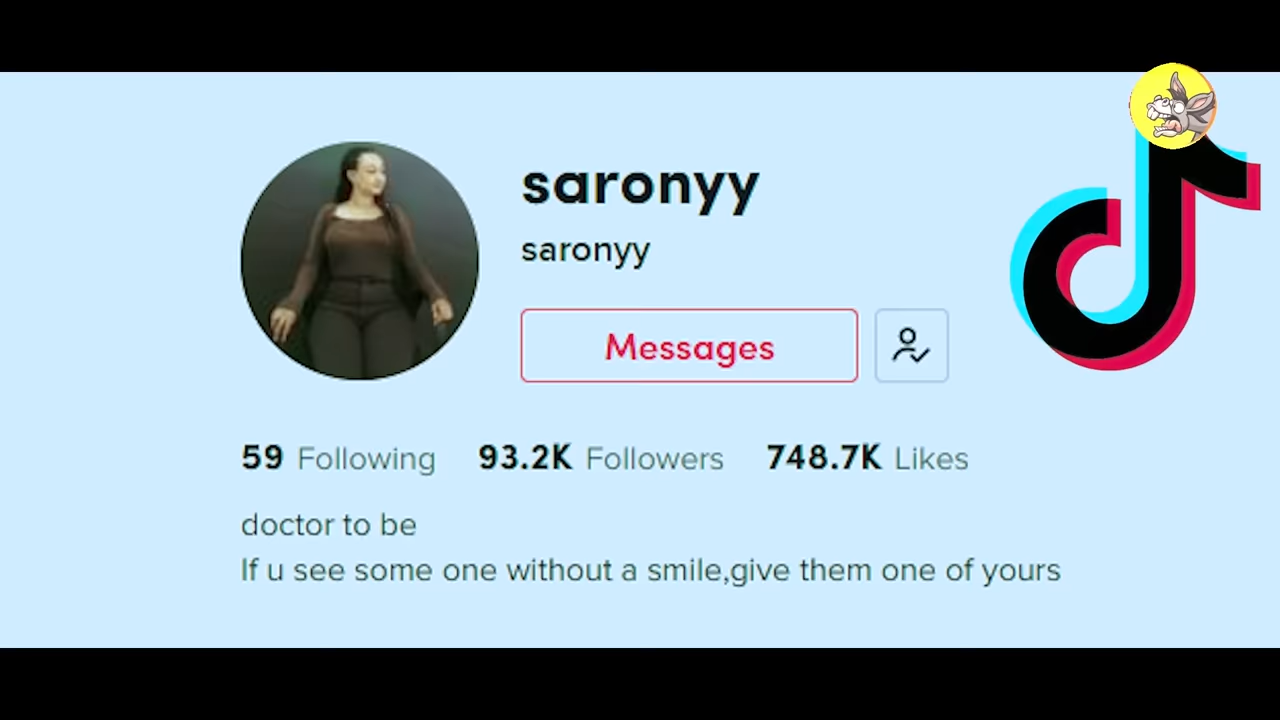 saronyy
saronyy
Messages
59 Following 93.2K Followers 748.7K Likes
doctor to be
If u see some one without a smile,give them one of yours